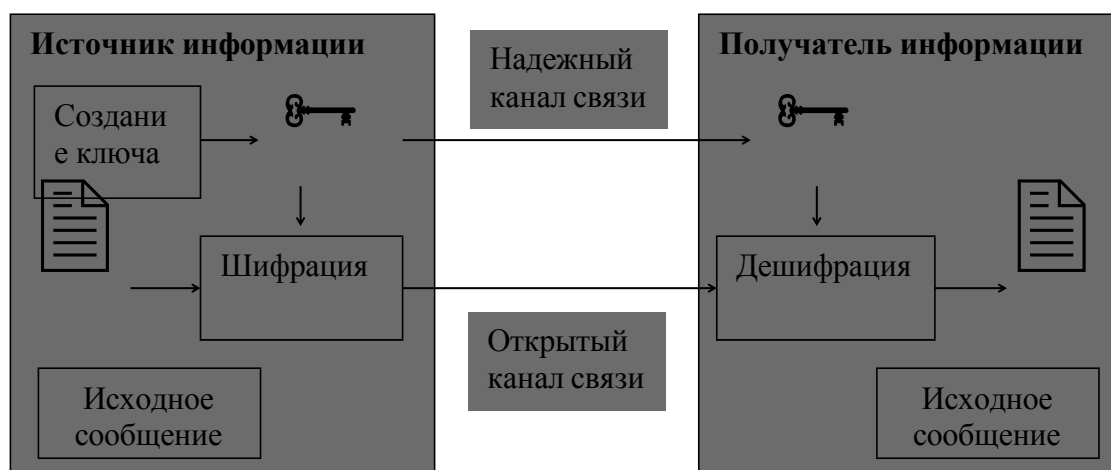 Источник информации
Надежный
канал связи
Получатель информации
Создани
е ключа
Шифрация
Дешифрация
Открытый
канал связи
Исходное
сообщение
Исходное
сообщение